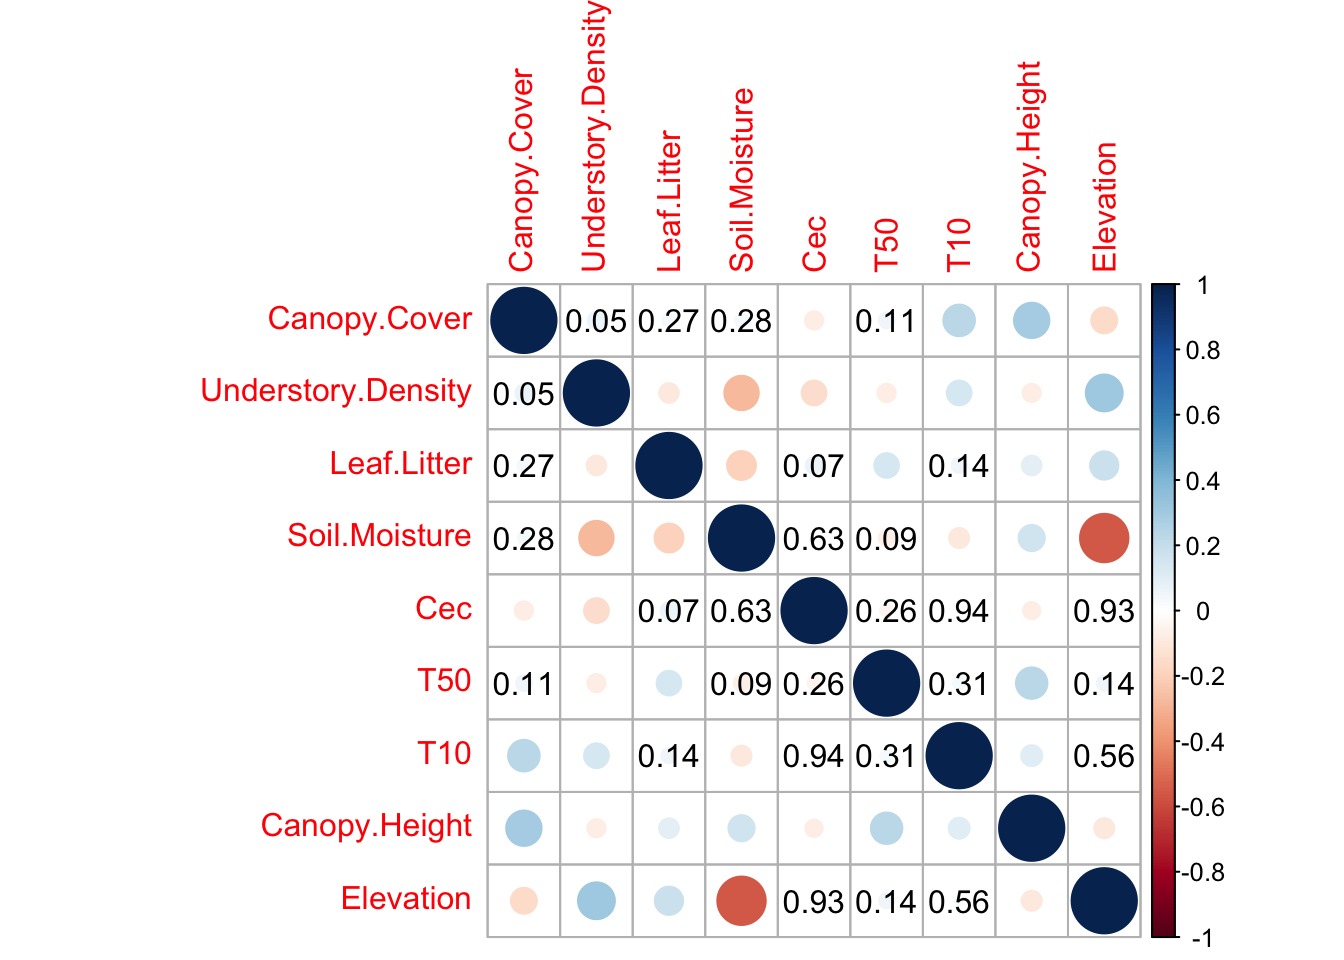 Canopy.Cover
Understory.Density
Leaf.Litter
Soil.Moisture
Cec
T50
T10
Canopy.Height
Elevation
Canopy.Cover 0.05 0.27 0.28 0.11
Understory.Density 0.05
Leaf.Litter 0.27 0.07 0.14
Soil.Moisture 0.28 0.63 0.09
Cec 0.07 0.63 0.26 0.94 0.93
T50 0.11 0.09 0.26 0.31 0.14
T10 0.14 0.94 0.31 0.56
Canopy.Height
Elevation 0.93 0.14 0.56
1
0.8
0.6
0.4
0.2
0
-0.2
-0.4
-0.6
-0.8
-1